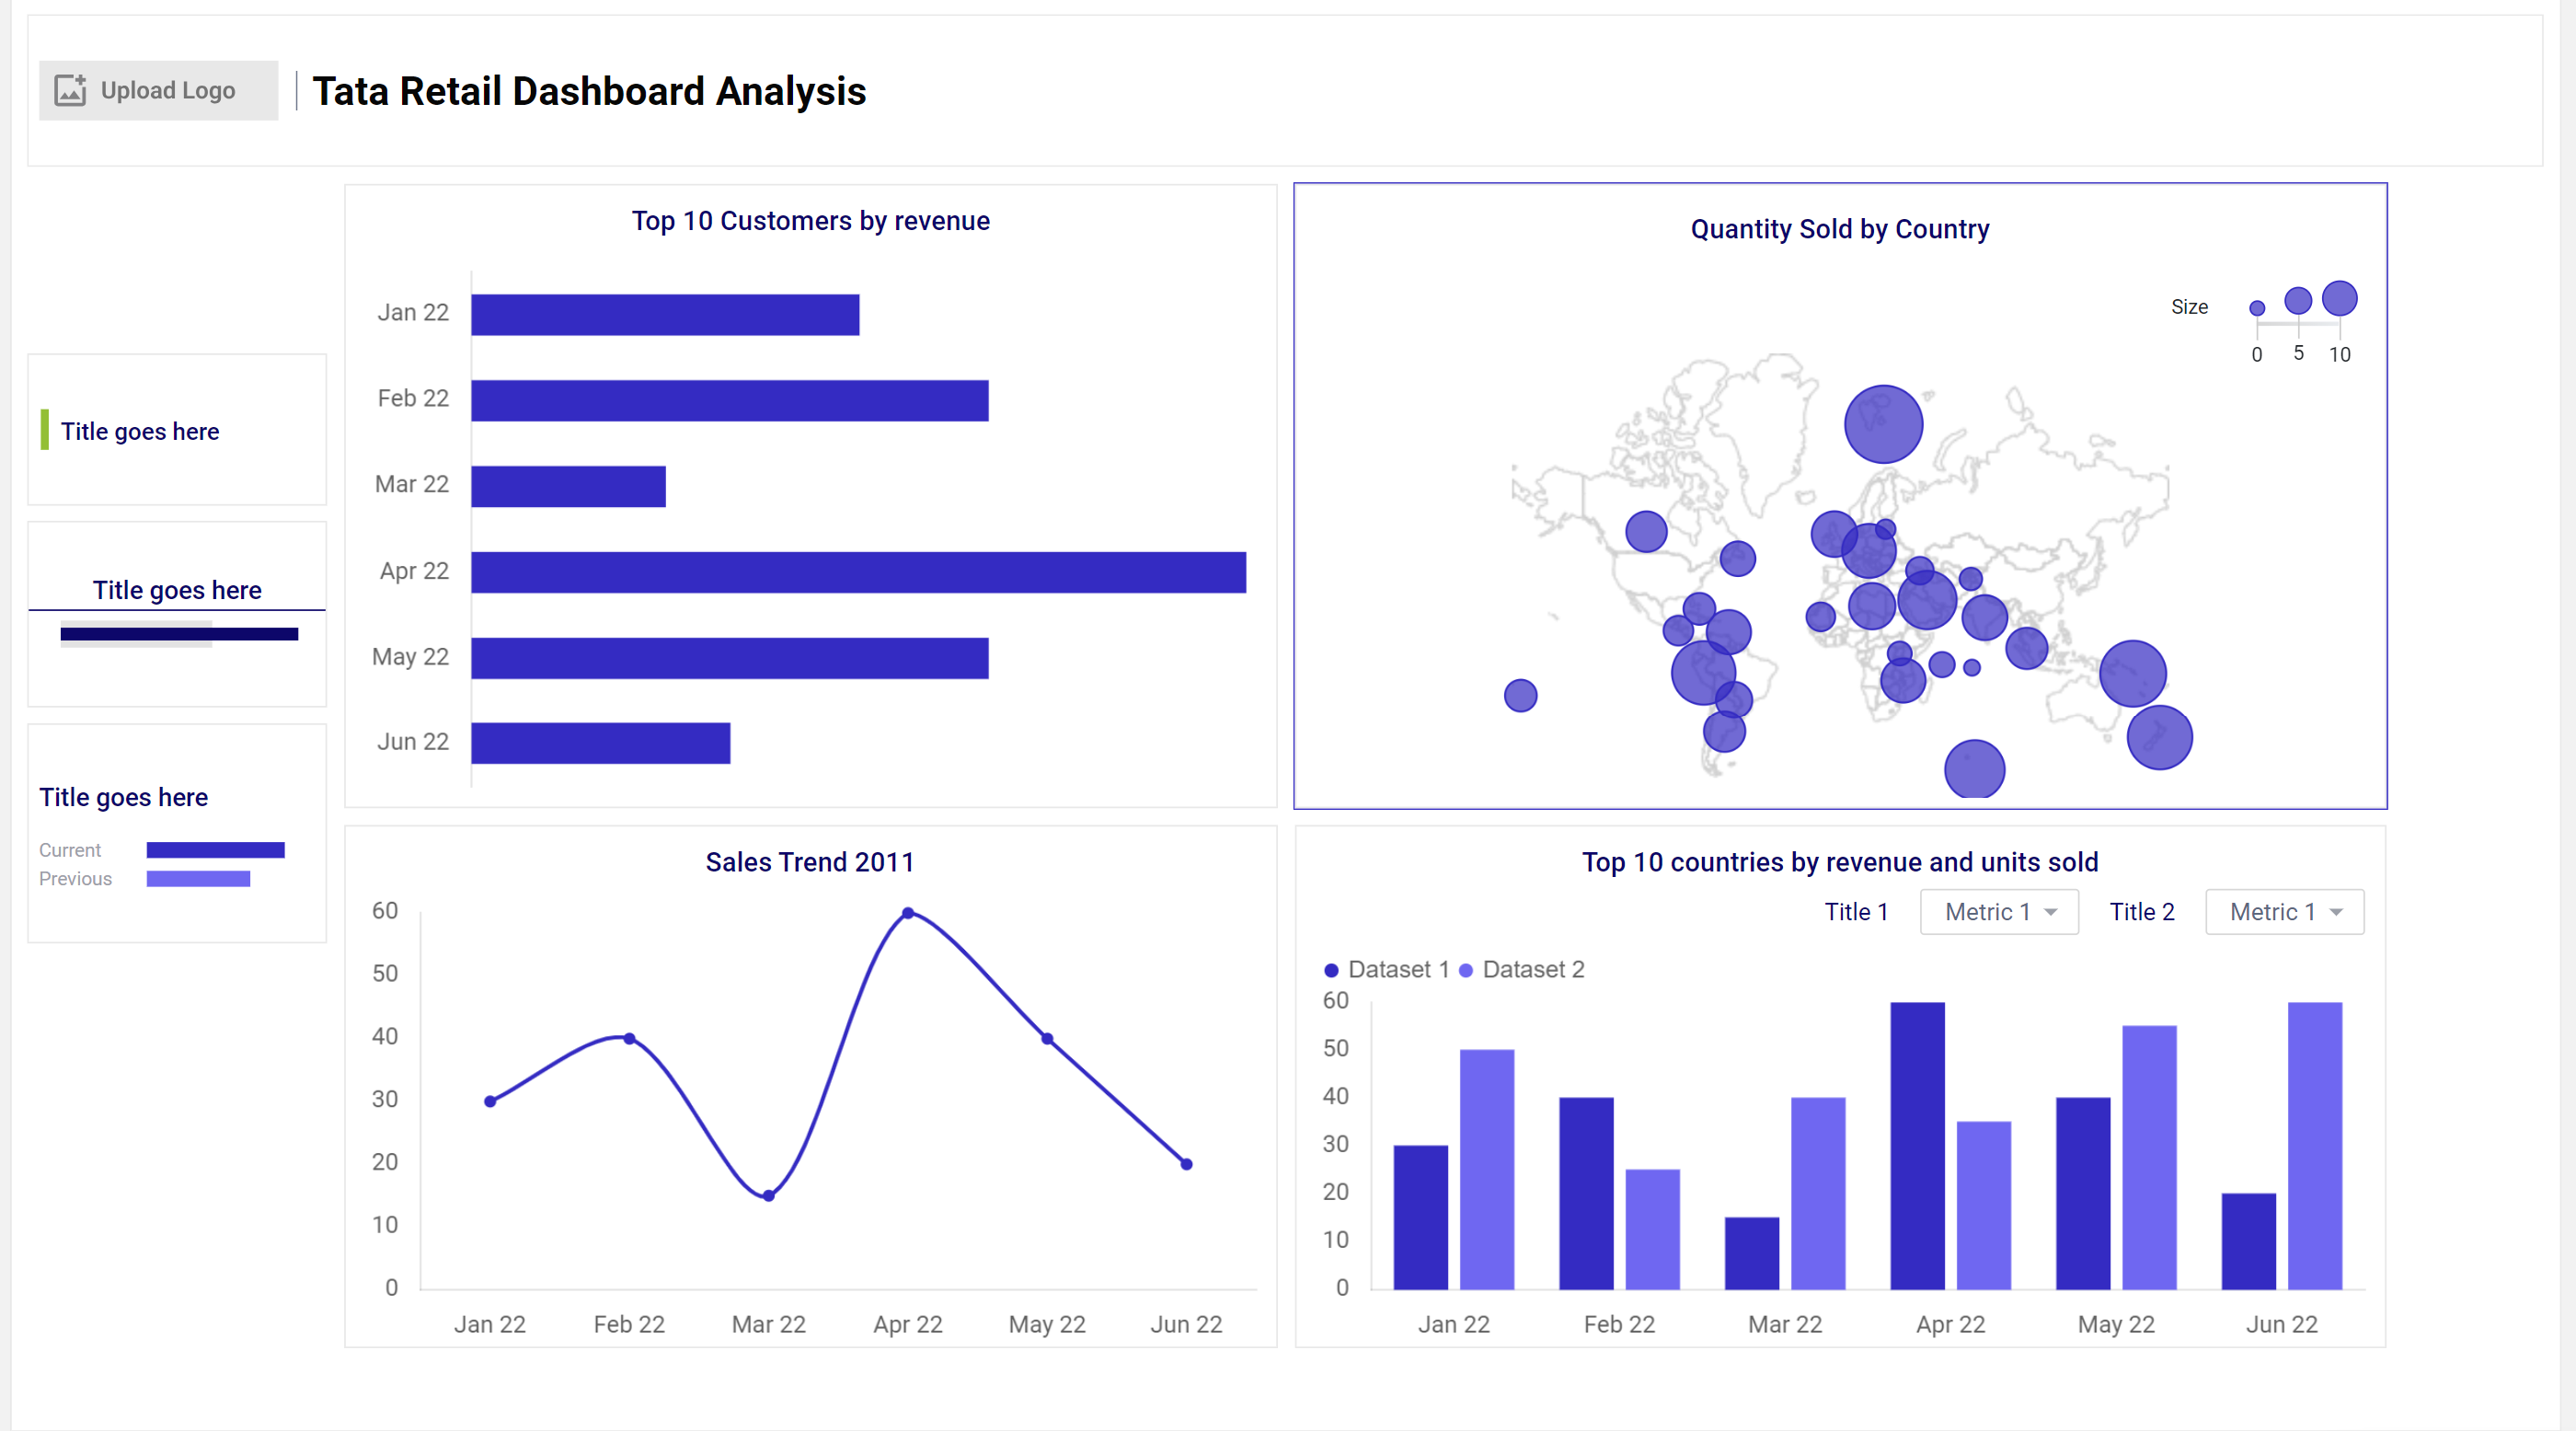 Upload Logo
Tata Retail Dashboard Analysis
Title goes here
Title goes here
Title goes here
Current
Previous
Top 10 Customers by revenue
Jan 22
Feb 22
Mar 22
Apr 22
May 22
Jun 22
Quantity Sold by Country
Size
0 5 10
Sales Trend 2011
60
50
40
30
20
10
0
Jan 22 Feb 22 Mar 22 Apr 22 May 22 Jun 22
Top 10 countries by revenue and units sold
Title 1 Metric 1 Title 2 Metric 1
Dataset 1 Dataset 2
60
50
40
30
20
10
0
Jan 22 Feb 22 Mar 22 Apr 22 May 22 Jun 22